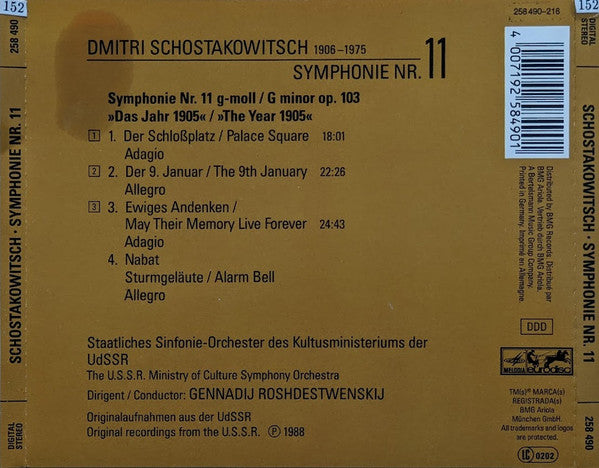 152
258 490
SCHOSTAKOWITSCH · SYMPHONIE NR. 11
DIGITAL
STEREO
DMITRI SCHOSTAKOWITSCH 1906–1975
SYMPHONIE NR. 11
Symphonie Nr. 11 g-moll / G minor op. 103
»Das Jahr 1905« / »The Year 1905«
1 1. Der Schloßplatz / Palace Square 18:01
Adagio
2 2. Der 9. Januar / The 9th January 22:26
Allegro
3 3. Ewiges Andenken /
May Their Memory Live Forever 24:43
Adagio
4. Nabat
Sturmgeläute / Alarm Bell
Allegro
Staatliches Sinfonie-Orchester des Kultusministeriums der
UdSSR
The U.S.S.R. Ministry of Culture Symphony Orchestra
Dirigent / Conductor: GENNADIJ ROSHDESTWENSKIJ
Originalaufnahmen aus der UdSSR
Original recordings from the U.S.S.R. Ⓟ 1988
258 490-216
4 007192 584901
Distributed by BMG Records. Distribué par
BMG Ariola. Vertrieb durch BMG Ariola.
A Bertelsmann Music Group Company.
Printed in Germany. Imprimé en Allemagne.
DDD
MELODIA eurodisc
TM(s) ® MARCA(s)
REGISTRADA(s)
BMG Ariola
München GmbH.
All trademarks and logos
are protected.
LC 0202
152
DIGITAL
STEREO
SCHOSTAKOWITSCH · SYMPHONIE NR. 11
258 490